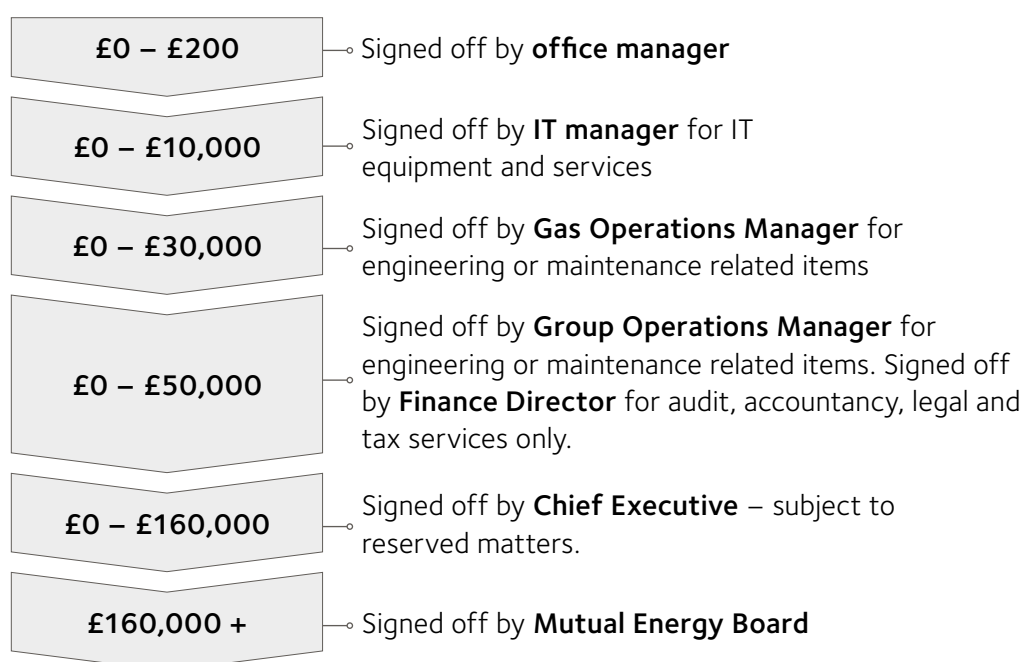 £0 – £200
Signed off by office manager
£0 – £10,000
Signed off by IT manager for IT
equipment and services
£0 – £30,000
Signed off by Gas Operations Manager for
engineering or maintenance related items
£0 – £50,000
Signed off by Group Operations Manager for
engineering or maintenance related items. Signed off
by Finance Director for audit, accountancy, legal and
tax services only.
£0 – £160,000
Signed off by Chief Executive – subject to
reserved matters.
£160,000 +
Signed off by Mutual Energy Board